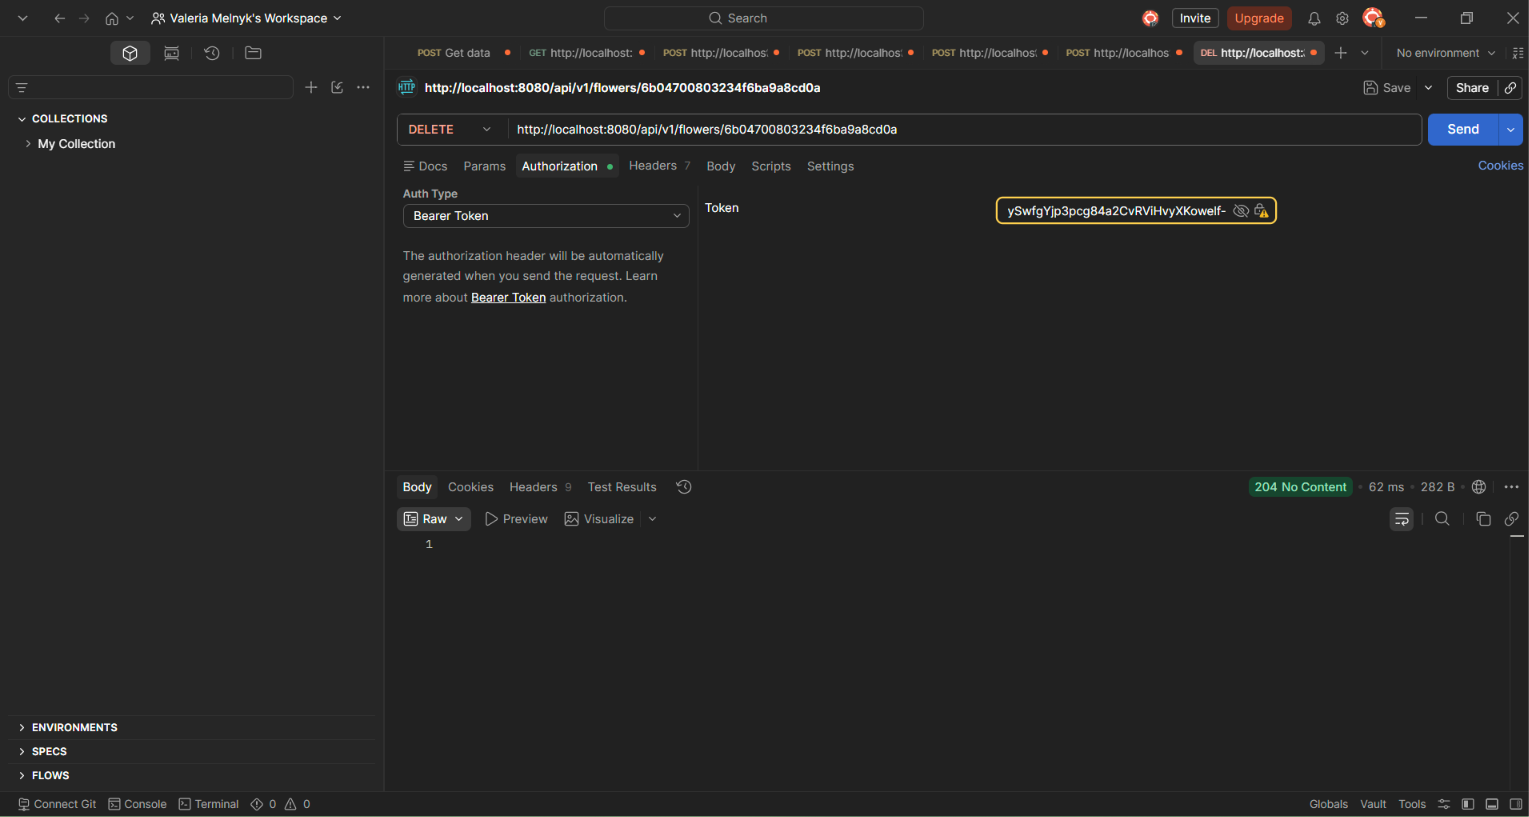 Valeria Melnyk's Workspace
Search
Invite
Upgrade
POST Get data
GET http://localhost:
POST http://localhost:
POST http://localhost:
POST http://localhost:
POST http://localhost
DEL http://localhost:
No environment
HTTP http://localhost:8080/api/v1/flowers/6b04700803234f6ba9a8cd0a
Save
Share
COLLECTIONS
My Collection
DELETE
http://localhost:8080/api/v1/flowers/6b04700803234f6ba9a8cd0a
Send
Docs
Params
Authorization
Headers 7
Body
Scripts
Settings
Cookies
Auth Type
Bearer Token
The authorization header will be automatically
generated when you send the request. Learn
more about Bearer Token authorization.
Token
ySwfgYjp3pcg84a2CvRViHvyXKowelf-
Body
Cookies
Headers 9
Test Results
204 No Content
62 ms
282 B
Raw
Preview
Visualize
1
ENVIRONMENTS
SPECS
FLOWS
Connect Git
Console
Terminal
0
0
Globals
Vault
Tools